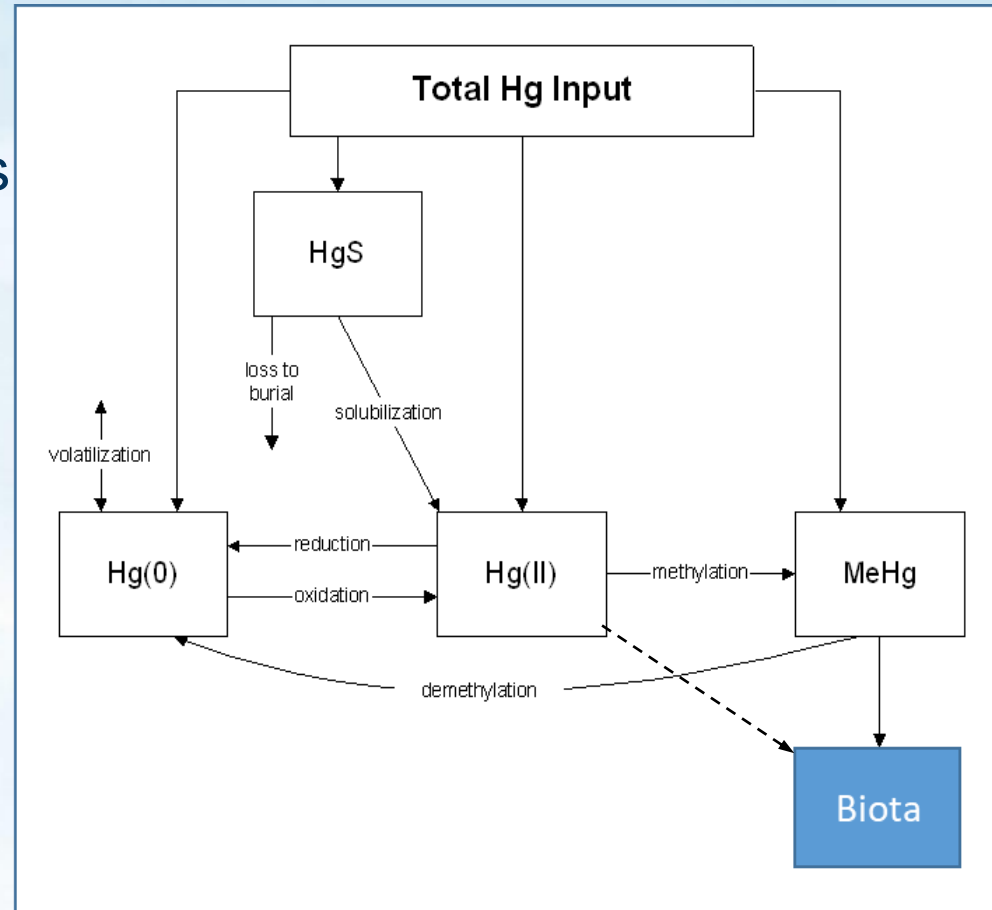 Total Hg Input
s
HgS
loss to
burial
solubilization
volatilization
reduction
Hg(0)
Hg(II)
methylation
MeHg
oxidation
demethylation
Biota